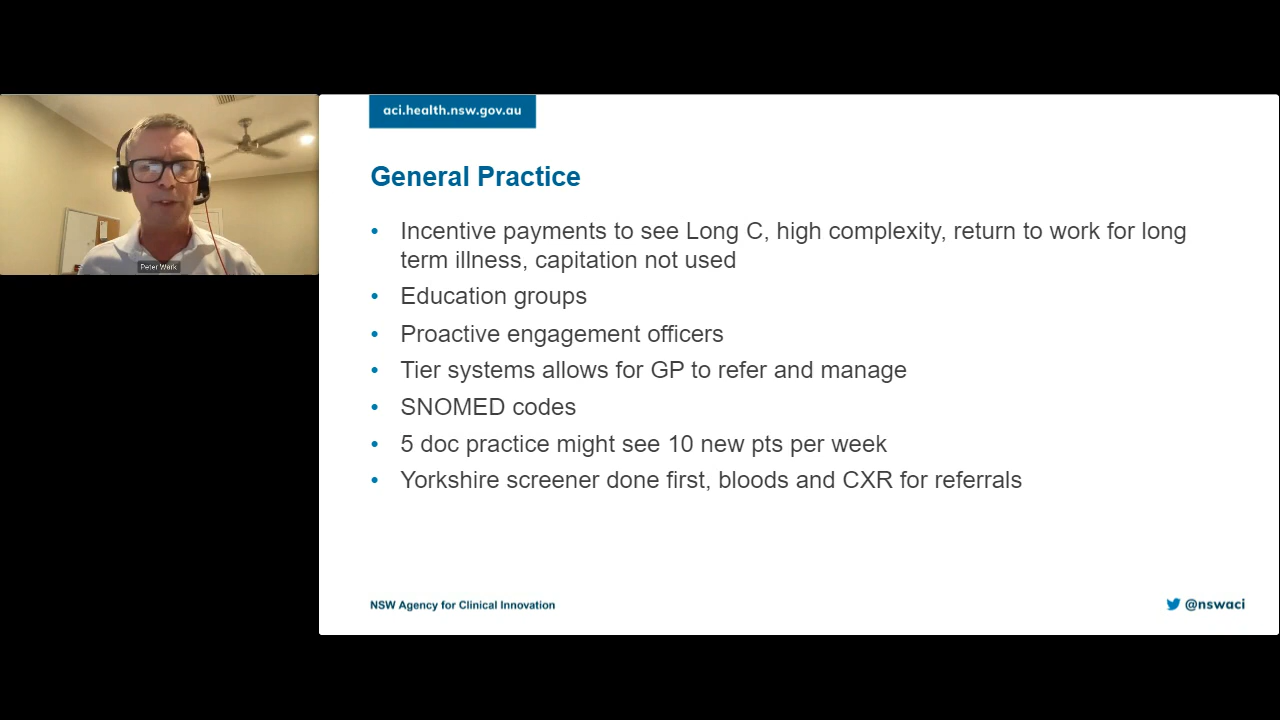 aci.health.nsw.gov.au
Peter Wark
General Practice
• Incentive payments to see Long C, high complexity, return to work for long
term illness, capitation not used
• Education groups
• Proactive engagement officers
• Tier systems allows for GP to refer and manage
• SNOMED codes
• 5 doc practice might see 10 new pts per week
• Yorkshire screener done first, bloods and CXR for referrals
NSW Agency for Clinical Innovation
@nswaci